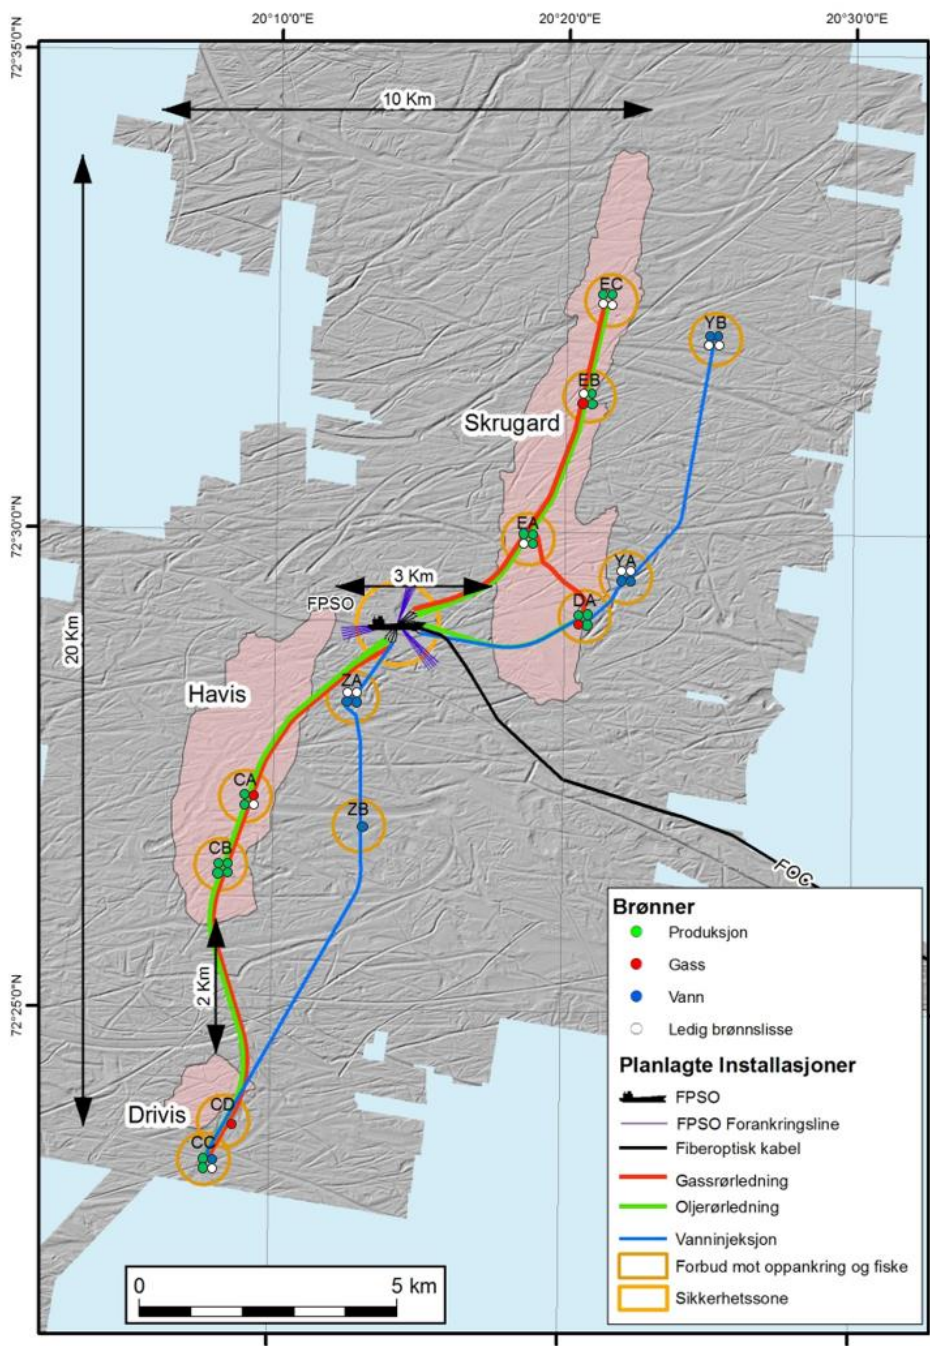 20°10'0"E
20°20'0"E
20°30'0"E
72°35'0"N
10 Km
EC
YB
EB
Skrugard
72°30'0"N
EA
YA
3 Km
FPSO
DA
20 Km
ZA
Havis
CA
ZB
CB
FOC
2 Km
72°25'0"N
CD
Drivis
CC
Brønner
Produksjon
Gass
Vann
Ledig brønnslisse
Planlagte Installasjoner
FPSO
FPSO Forankringsline
Fiberoptisk kabel
Gassrørledning
Oljerørledning
Vanninjeksjon
Forbud mot oppankring og fiske
Sikkerhetssone
0
5 km